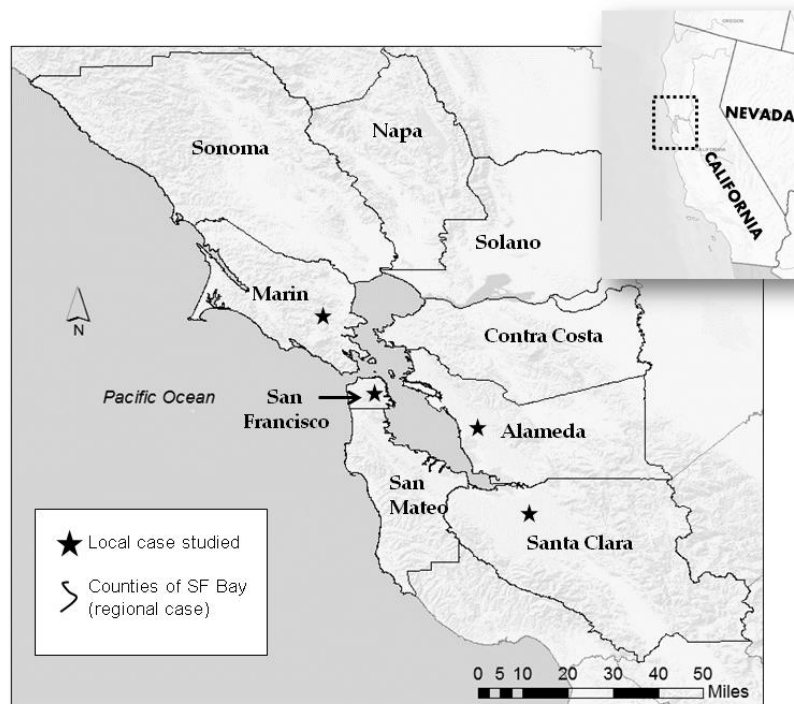 OREGON
NEVADA
CALIFORNIA
Sonoma
Napa
Solano
Marin
Contra Costa
N
Pacific Ocean
San
Francisco
Alameda
San
Mateo
Santa Clara
Local case studied
Counties of SF Bay
(regional case)
0 5 10 20 30 40 50
Miles